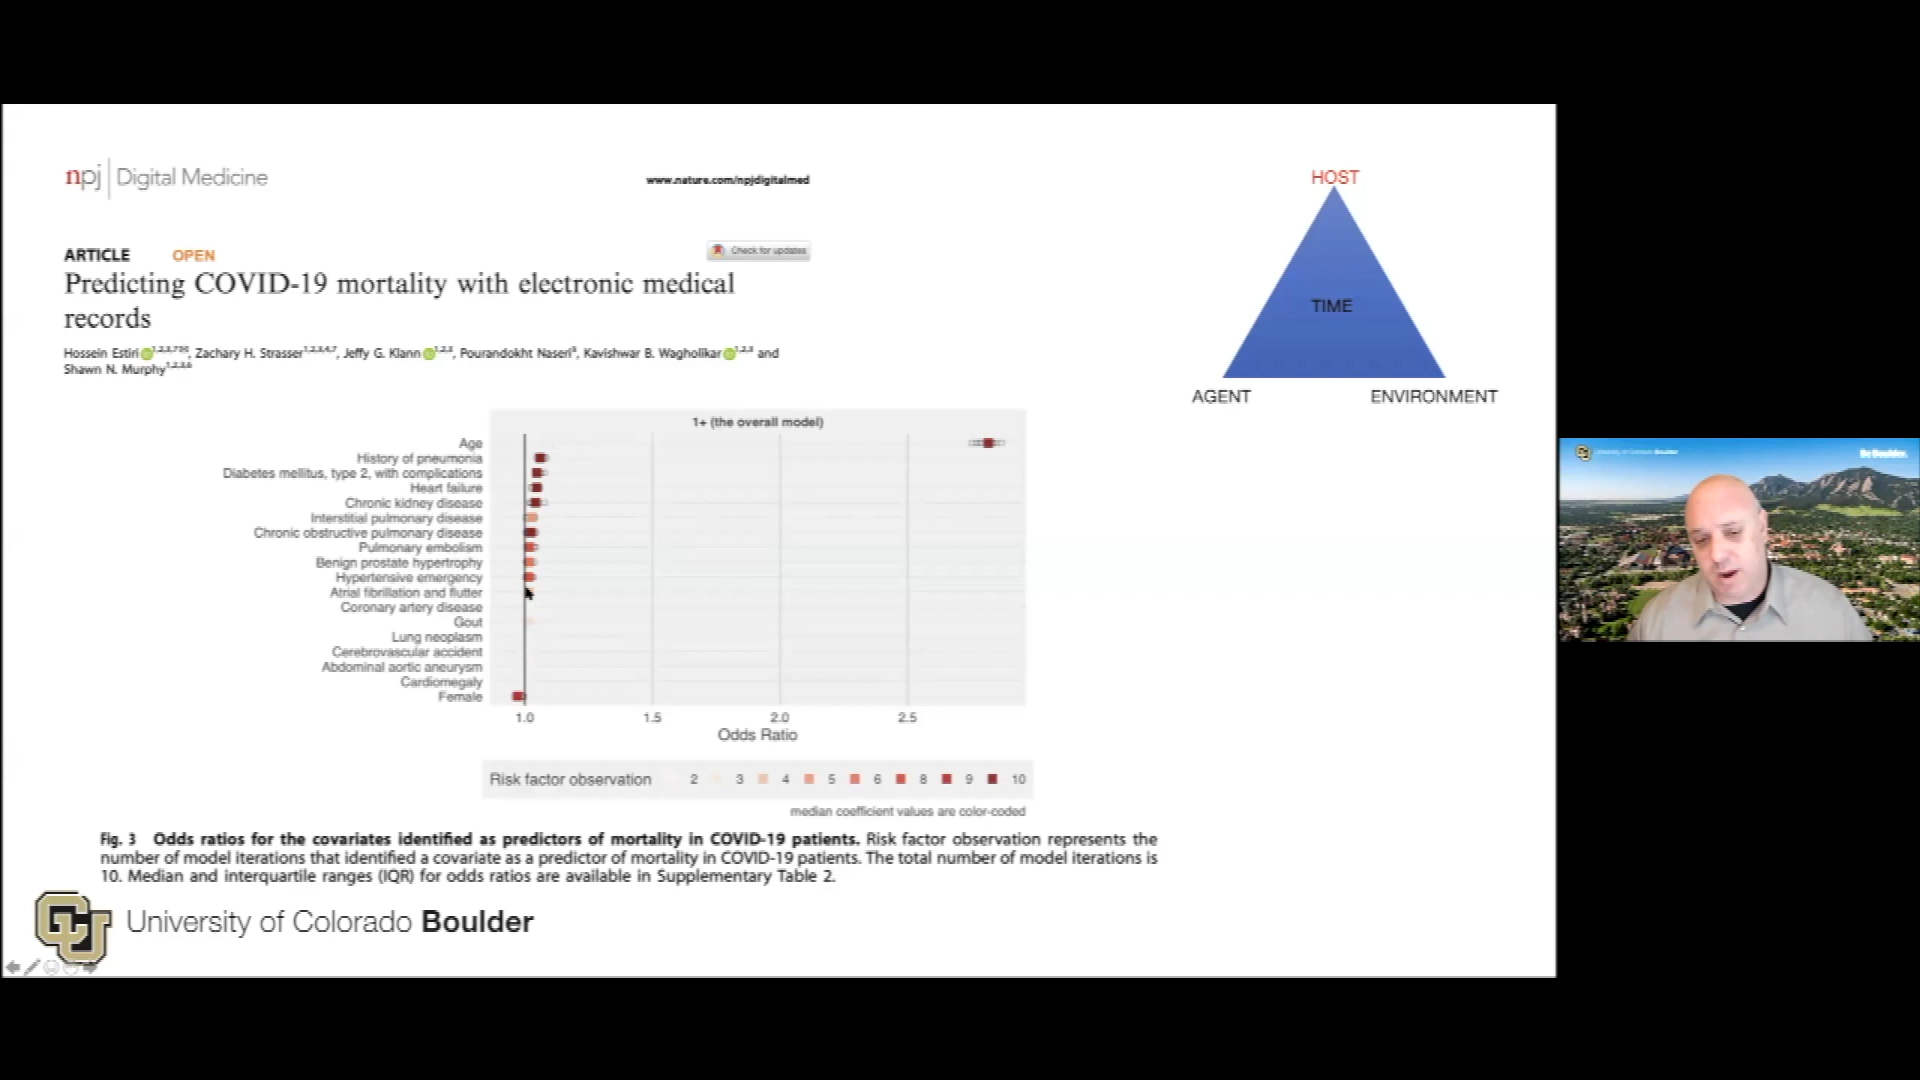 npj Digital Medicine
www.nature.com/npjdigitalmed
HOST
TIME
AGENT
ENVIRONMENT
ARTICLE OPEN
Check for updates
Predicting COVID-19 mortality with electronic medical
records
Hossein Estiri, Zachary H. Strasser, Jeffy G. Klann, Pourandokht Naseri, Kavishwar B. Wagholikar and
Shawn N. Murphy
1+ (the overall model)
Age
History of pneumonia
Diabetes mellitus, type 2, with complications
Heart failure
Chronic kidney disease
Interstitial pulmonary disease
Chronic obstructive pulmonary disease
Pulmonary embolism
Benign prostate hypertrophy
Hypertensive emergency
Atrial fibrillation and flutter
Coronary artery disease
Gout
Lung neoplasm
Cerebrovascular accident
Abdominal aortic aneurysm
Cardiomegaly
Female
1.0 1.5 2.0 2.5
Odds Ratio
Risk factor observation 2 3 4 5 6 8 9 10
median coefficient values are color-coded
Fig. 3 Odds ratios for the covariates identified as predictors of mortality in COVID-19 patients. Risk factor observation represents the
number of model iterations that identified a covariate as a predictor of mortality in COVID-19 patients. The total number of model iterations is
10. Median and interquartile ranges (IQR) for odds ratios are available in Supplementary Table 2.
CU University of Colorado Boulder
University of Colorado Boulder
Be Boulder.